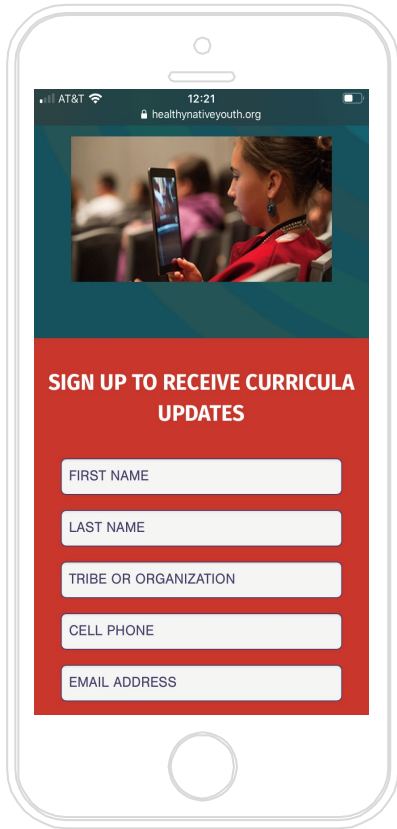 AT&T 12:21
healthynativeyouth.org
SIGN UP TO RECEIVE CURRICULA
UPDATES
FIRST NAME
LAST NAME
TRIBE OR ORGANIZATION
CELL PHONE
EMAIL ADDRESS